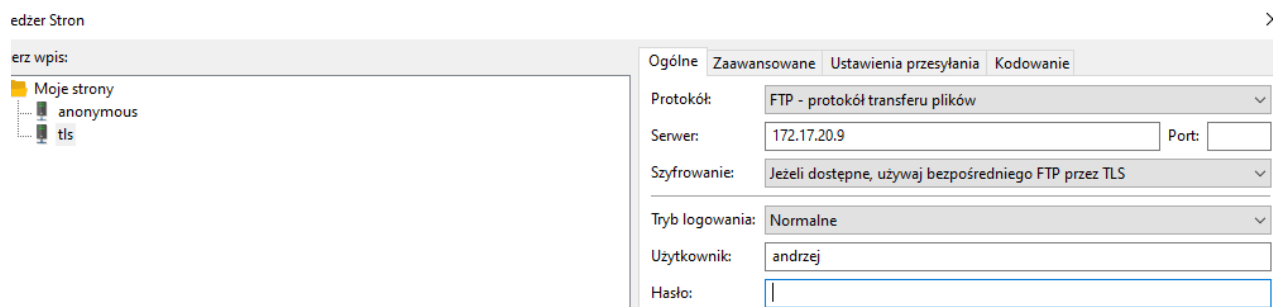 edżer Stron
erz wpis:
Moje strony
anonymous
tls
Ogólne Zaawansowane Ustawienia przesyłania Kodowanie
Protokół: FTP - protokół transferu plików
Serwer: 172.17.20.9 Port:
Szyfrowanie: Jeżeli dostępne, używaj bezpośredniego FTP przez TLS
Tryb logowania: Normalne
Użytkownik: andrzej
Hasło: